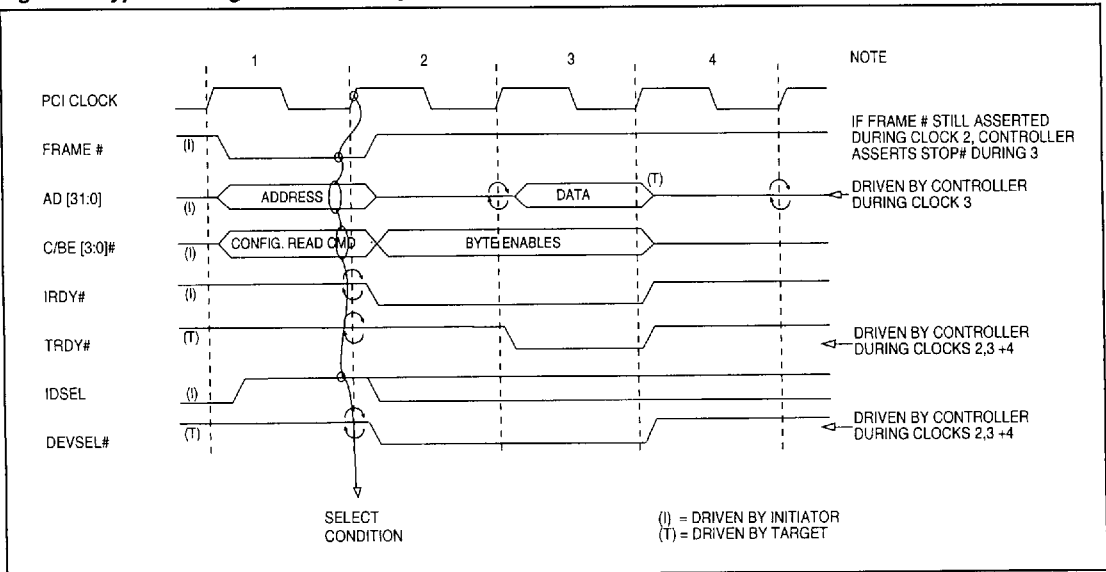 1 2 3 4 NOTE
PCI CLOCK
FRAME # (I)
IF FRAME # STILL ASSERTED
DURING CLOCK 2, CONTROLLER
ASSERTS STOP# DURING 3
AD [31:0] (I) ADDRESS DATA (T)
DRIVEN BY CONTROLLER
DURING CLOCK 3
C/BE [3:0]# (I) CONFIG. READ CMD BYTE ENABLES
IRDY# (I)
TRDY# (T)
DRIVEN BY CONTROLLER
DURING CLOCKS 2,3 +4
IDSEL (I)
DEVSEL# (T)
DRIVEN BY CONTROLLER
DURING CLOCKS 2,3 +4
SELECT
CONDITION
(I) = DRIVEN BY INITIATOR
(T) = DRIVEN BY TARGET